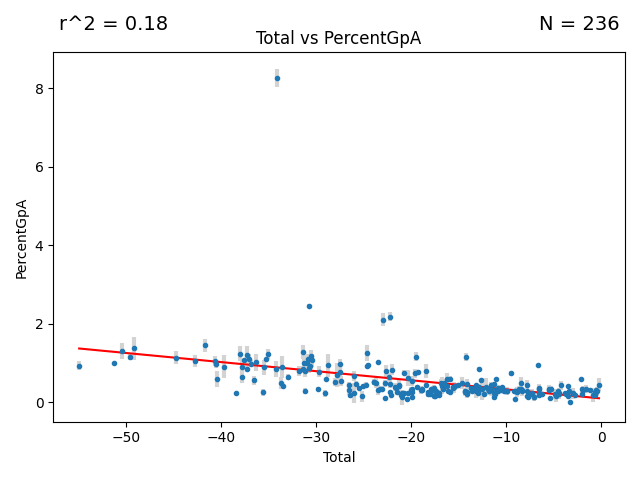 r^2 = 0.18
N = 236
Total vs PercentGpA
PercentGpA
8
6
4
2
0
−50
−40
−30
−20
−10
0
Total